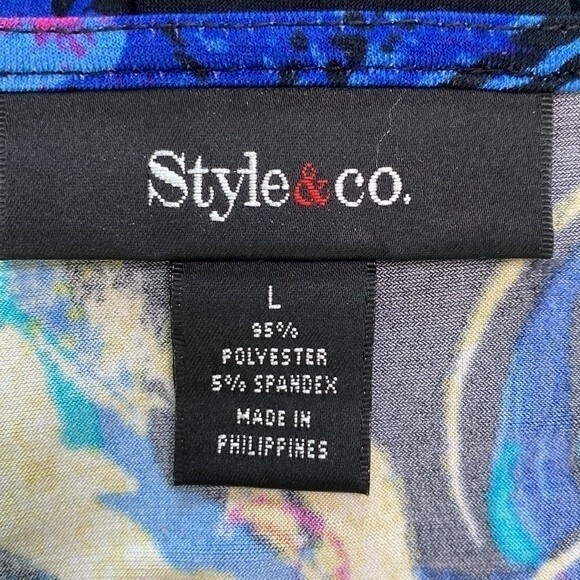 Style&co.
L
95%
POLYESTER
5% SPANDEX
MADE IN
PHILIPPINES